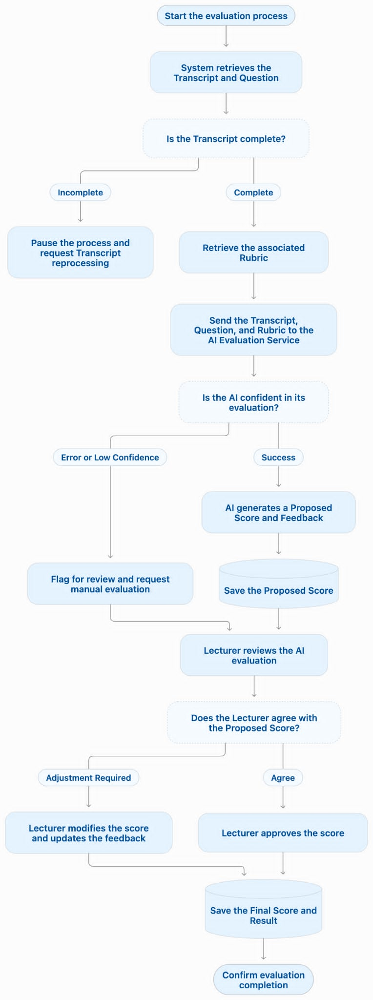 Start the evaluation process
System retrieves the
Transcript and Question
Is the Transcript complete?
Incomplete
Complete
Pause the process and
request Transcript
reprocessing
Retrieve the associated
Rubric
Send the Transcript,
Question, and Rubric to the
AI Evaluation Service
Is the AI confident in its
evaluation?
Error or Low Confidence
Success
AI generates a Proposed
Score and Feedback
Flag for review and request
manual evaluation
Save the Proposed Score
Lecturer reviews the AI
evaluation
Does the Lecturer agree with
the Proposed Score?
Adjustment Required
Agree
Lecturer modifies the score
and updates the feedback
Lecturer approves the score
Save the Final Score and
Result
Confirm evaluation
completion